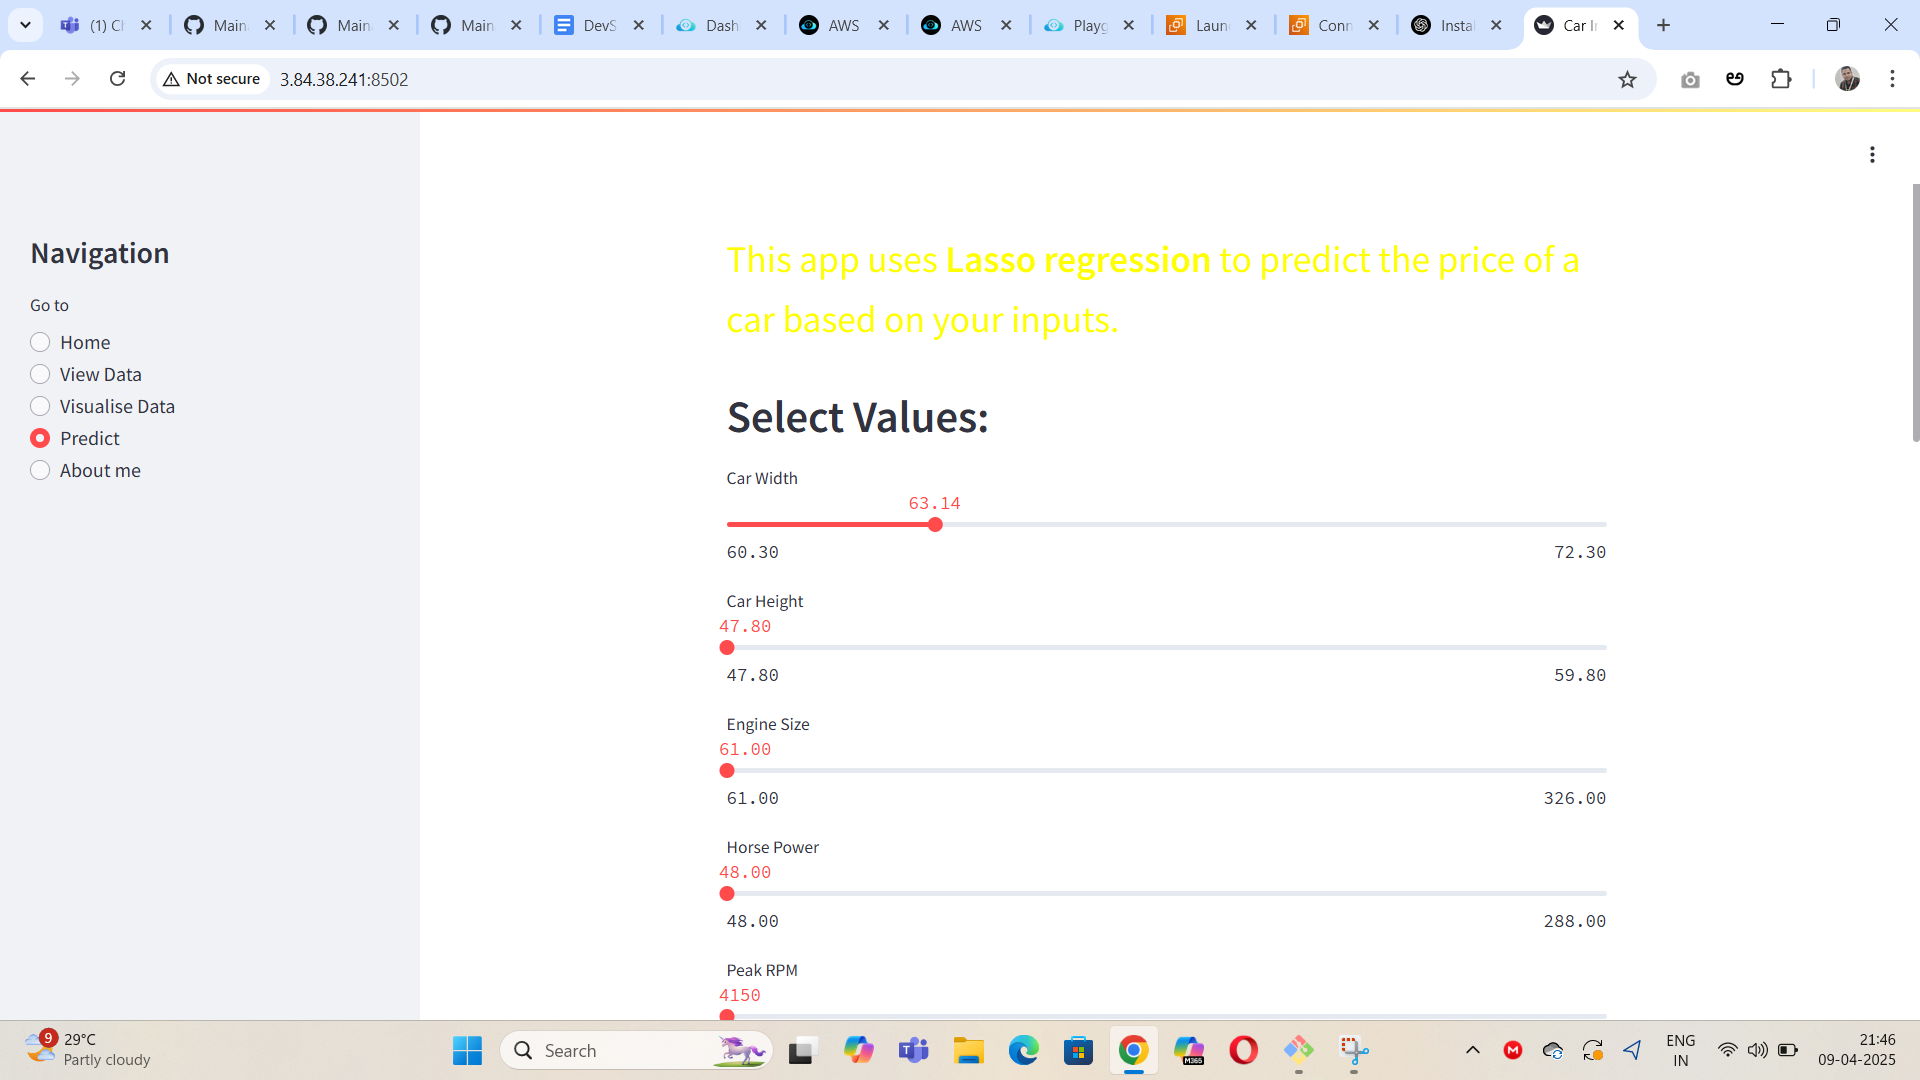 (1) Ch
Main
Main
Main
DevS
Dash
AWS
AWS
Playg
Laun
Conn
Instal
Car In
Not secure
3.84.38.241:8502
Navigation
Go to
Home
View Data
Visualise Data
Predict
About me
This app uses Lasso regression to predict the price of a
car based on your inputs.
Select Values:
Car Width
63.14
60.30 72.30
Car Height
47.80
47.80 59.80
Engine Size
61.00
61.00 326.00
Horse Power
48.00
48.00 288.00
Peak RPM
4150
9
29°C
Partly cloudy
Search
M365
M
ENG
IN
21:46
09-04-2025